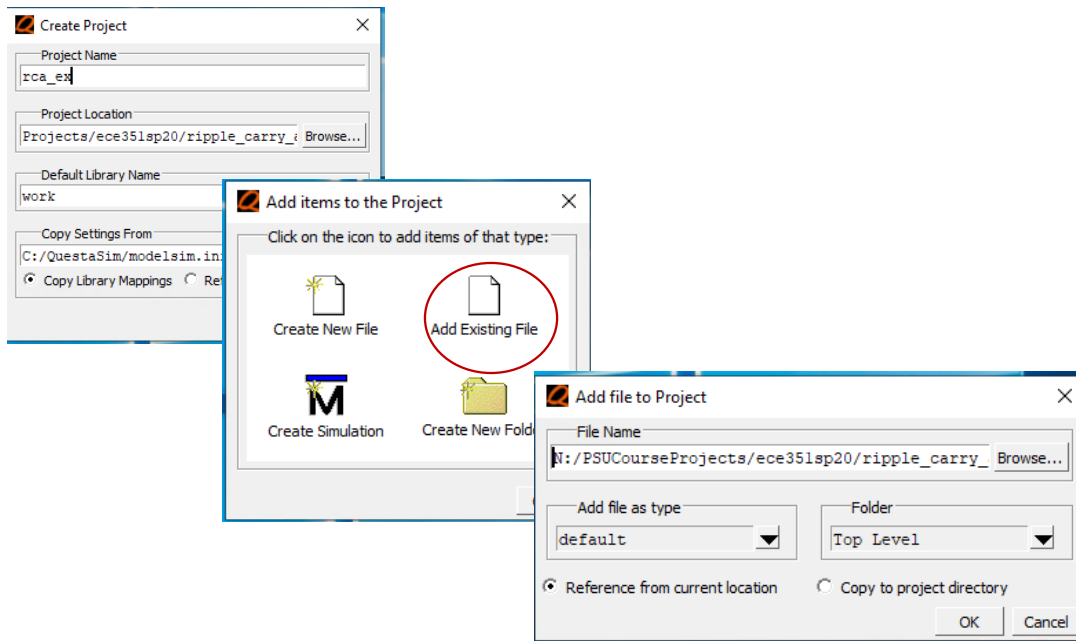 Create Project
Project Name
rca_ex
Project Location
Projects/ece351sp20/ripple_carry_ Browse...
Default Library Name
work
Copy Settings From
C:/QuestaSim/modelsim.in
Copy Library Mappings
Add items to the Project
Click on the icon to add items of that type:
Create New File Add Existing File
Create Simulation Create New Folde
Add file to Project
File Name
N:/PSUCourseProjects/ece351sp20/ripple_carry_ Browse...
Add file as type Folder
default Top Level
Reference from current location Copy to project directory
OK Cancel